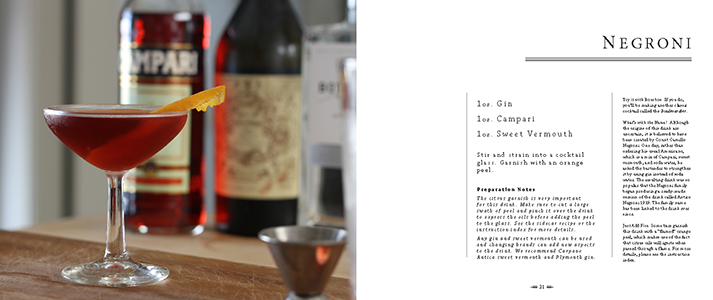 CAMPARI
NEGRONI
1oz. Gin
1oz. Campari
1oz. Sweet Vermouth
Stir and strain into a cocktail
glass. Garnish with an orange
peel.
Preparation Notes
The citrus garnish is very important
for this drink. Make sure to cut a large
swath of peel and pinch it over the drink
to express the oils before adding the peel
to the glass. See the sidecar recipe or the
instruction index for more details.
Any gin and sweet vermouth can be used
and changing brands can add new aspects
to the drink. We recommend Carpano
Antica sweet vermouth and Plymouth gin.
Try it with Bourbon. If you do,
you'll be making another classic
cocktail called the Boulevardier.
What's with the Name? Although
the origins of this drink are
uncertain, it is believed to have
been created by Count Camillo
Negroni. One day, rather than
ordering his usual Americano,
which is a mix of Campari, sweet
vermouth, and soda water, he
asked the bartender to strengthen
it by using gin instead of soda
water. The resulting drink was so
popular that the Negroni family
began producing a ready-made
version of the drink called Antico
Negroni 1919. The family name
has been linked to the drink ever
since.
Just Add Fire. Some bars garnish
this drink with a "flamed" orange
peel, which makes use of the fact
that citrus oils will ignite when
passed through a flame. For more
details, please see the instruction
index.
21